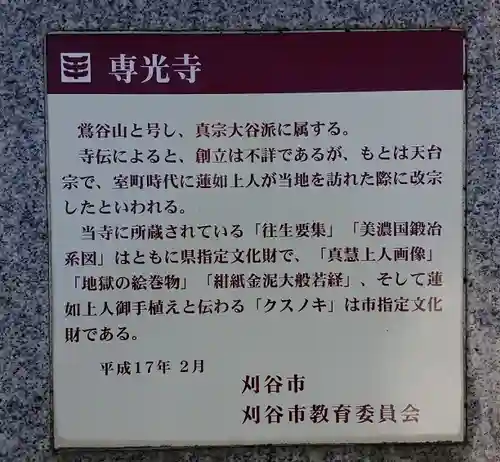 専光寺
鶯谷山と号し、真宗大谷派に属する。
寺伝によると、創立は不詳であるが、もとは天台
宗で、室町時代に蓮如上人が当地を訪れた際に改宗
したといわれる。
当寺に所蔵されている「往生要集」「美濃国鍛冶
系図」はともに県指定文化財で、「真慧上人画像」
「地獄の絵巻物」「紺紙金泥大般若経」、そして蓮
如上人御手植えと伝わる「クスノキ」は市指定文化
財である。
平成17年 2月
刈谷市
刈谷市教育委員会